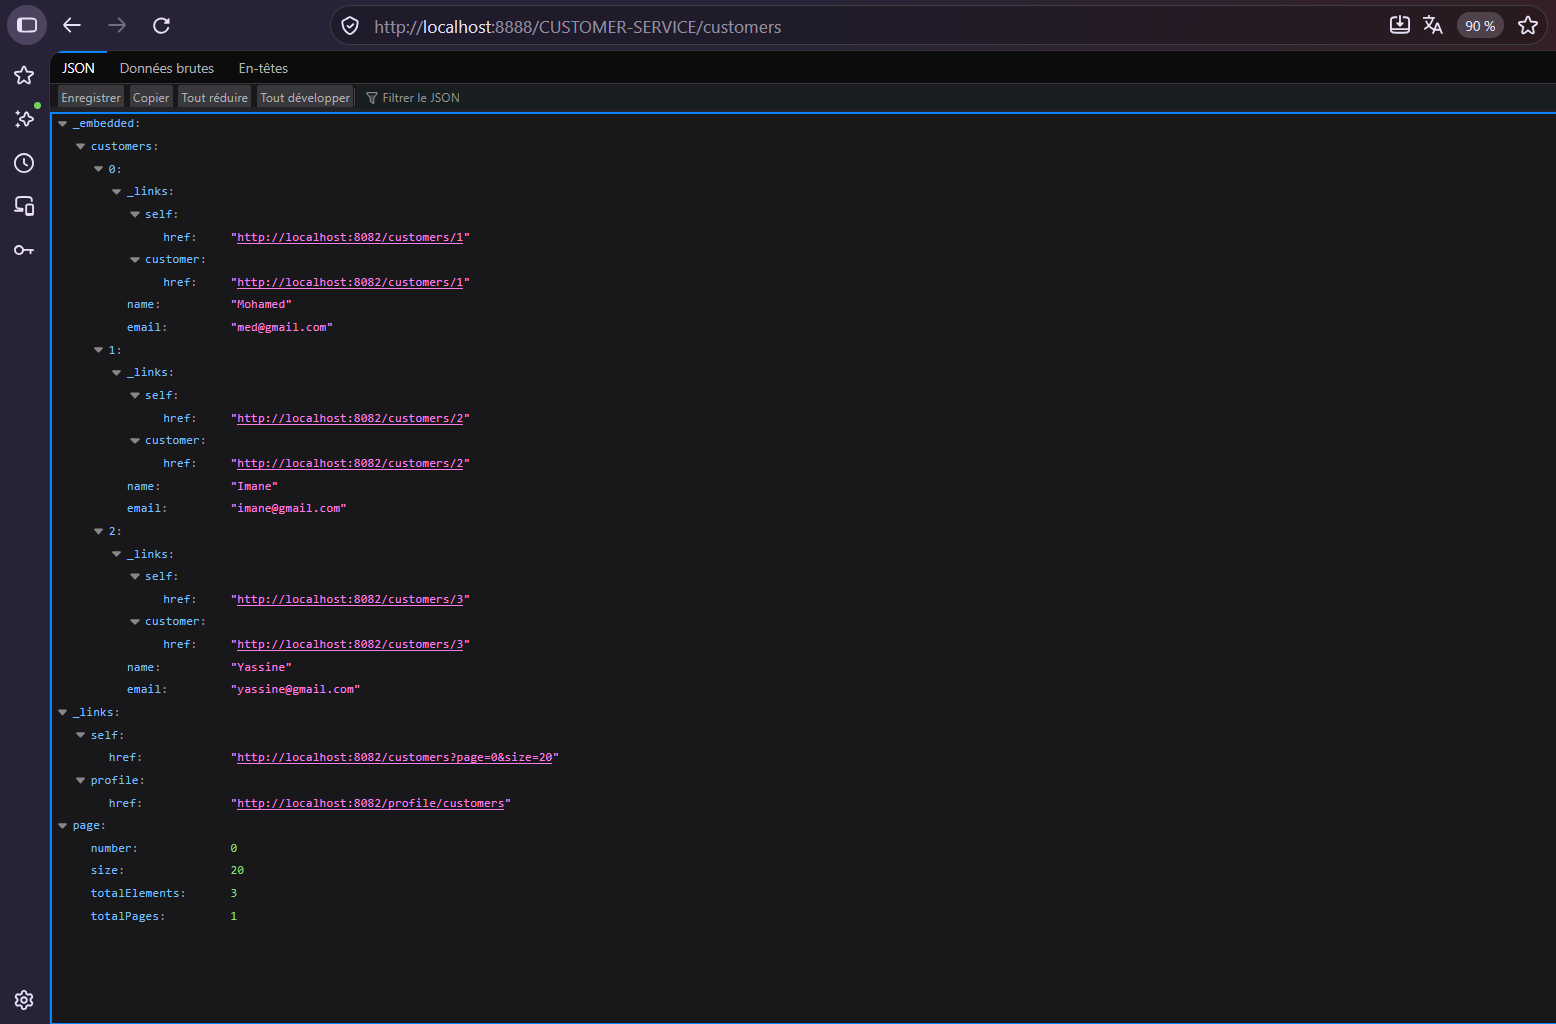 http://localhost:8888/CUSTOMER-SERVICE/customers 90 %
JSON Données brutes En-têtes
Enregistrer Copier Tout réduire Tout développer Filtrer le JSON
_embedded:
customers:
0:
_links:
self:
href: "http://localhost:8082/customers/1"
customer:
href: "http://localhost:8082/customers/1"
name: "Mohamed"
email: "med@gmail.com"
1:
_links:
self:
href: "http://localhost:8082/customers/2"
customer:
href: "http://localhost:8082/customers/2"
name: "Imane"
email: "imane@gmail.com"
2:
_links:
self:
href: "http://localhost:8082/customers/3"
customer:
href: "http://localhost:8082/customers/3"
name: "Yassine"
email: "yassine@gmail.com"
_links:
self:
href: "http://localhost:8082/customers?page=0&size=20"
profile:
href: "http://localhost:8082/profile/customers"
page:
number: 0
size: 20
totalElements: 3
totalPages: 1